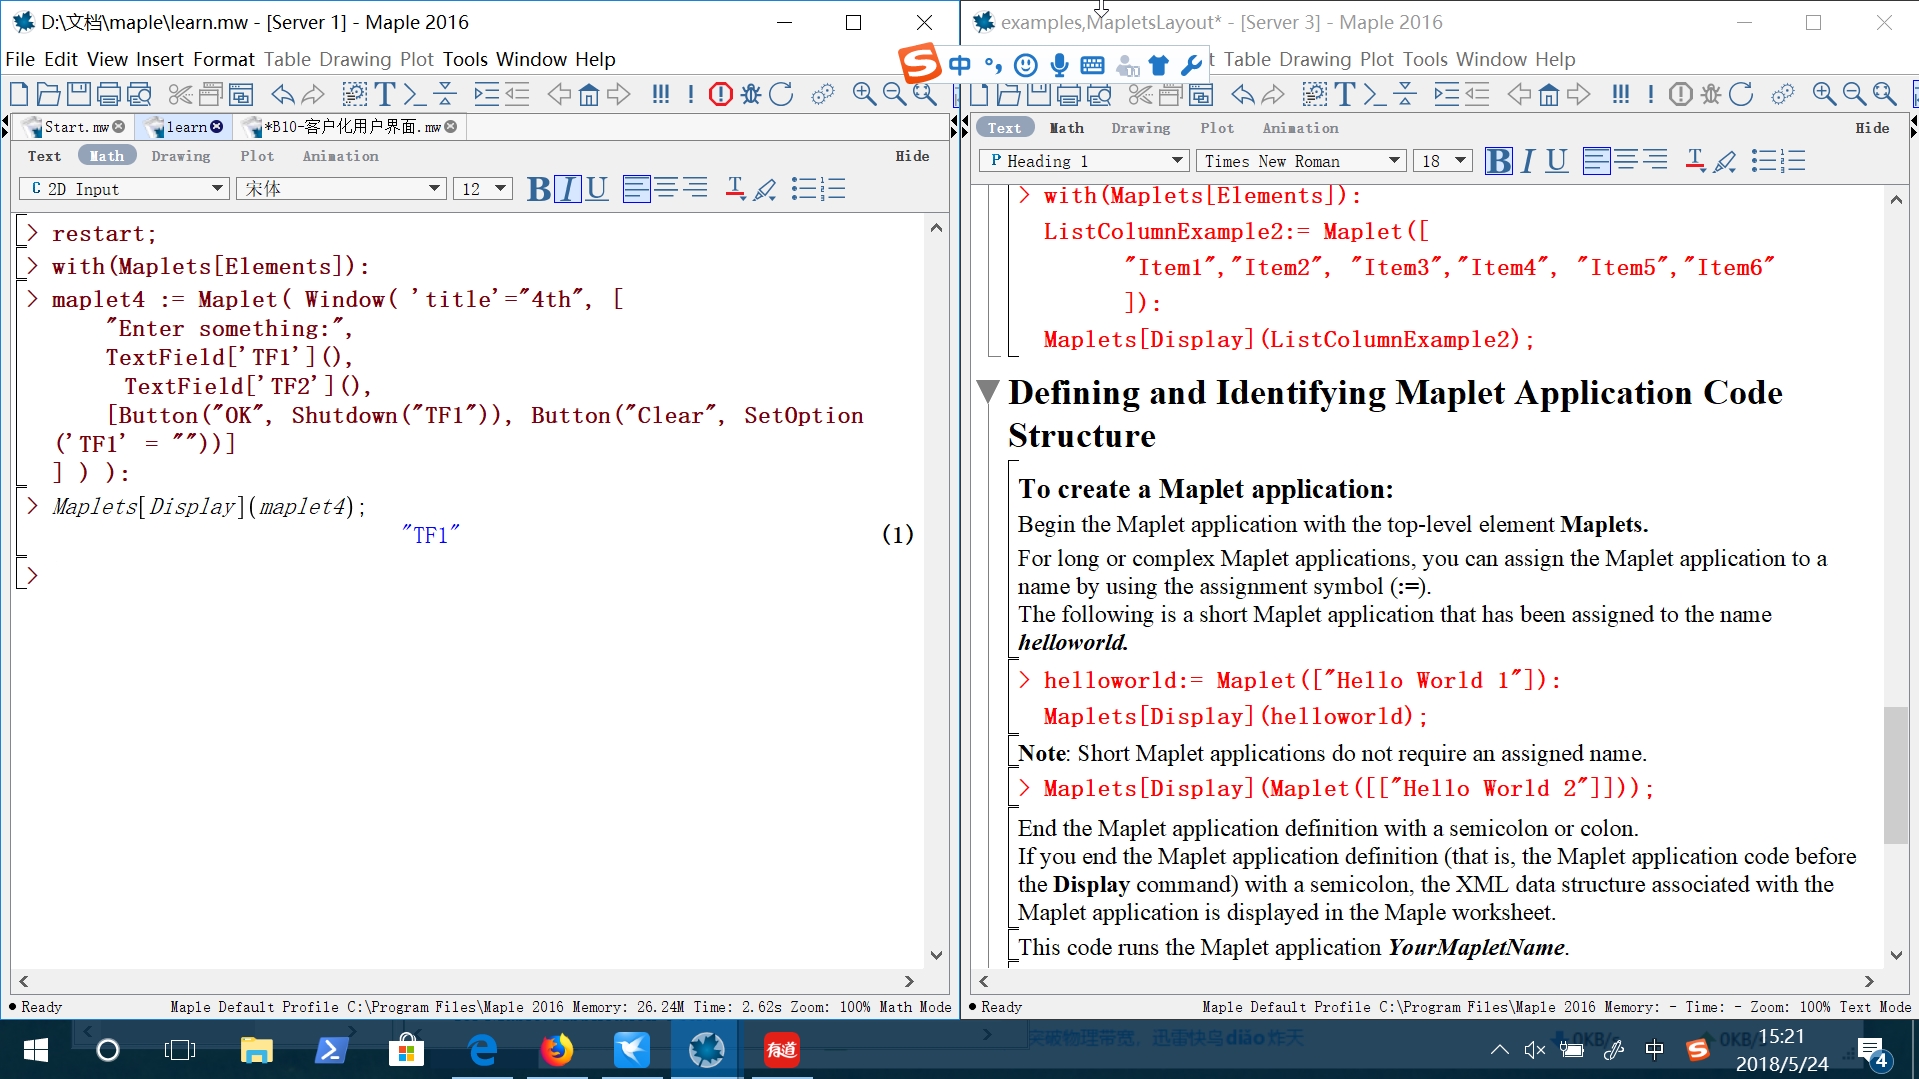 D:\文档\maple\learn.mw - [Server 1] - Maple 2016
File Edit View Insert Format Table Drawing Plot Tools Window Help
Start.mw
learn
*B10-客户化用户界面.mw
Text Math Drawing Plot Animation Hide
C 2D Input 宋体 12 B I U
> restart;
> with(Maplets[Elements]):
> maplet4 := Maplet( Window( 'title'="4th", [
"Enter something:",
TextField['TF1'](),
TextField['TF2'](),
[Button("OK", Shutdown("TF1")), Button("Clear", SetOption
('TF1' = ""))]
] ) ):
> Maplets[Display](maplet4);
"TF1" (1)
>
Ready Maple Default Profile C:\Program Files\Maple 2016 Memory: 26.24M Time: 2.62s Zoom: 100% Math Mode
examples,MapletsLayout* - [Server 3] - Maple 2016
中
t Table Drawing Plot Tools Window Help
Text Math Drawing Plot Animation Hide
P Heading 1 Times New Roman 18 B I U
> with(Maplets[Elements]):
ListColumnExample2:= Maplet([
"Item1","Item2", "Item3","Item4", "Item5","Item6"
]):
Maplets[Display](ListColumnExample2);
Defining and Identifying Maplet Application Code
Structure
To create a Maplet application:
Begin the Maplet application with the top-level element Maplets.
For long or complex Maplet applications, you can assign the Maplet application to a
name by using the assignment symbol (:=).
The following is a short Maplet application that has been assigned to the name
helloworld.
> helloworld:= Maplet(["Hello World 1"]):
Maplets[Display](helloworld);
Note: Short Maplet applications do not require an assigned name.
> Maplets[Display](Maplet([["Hello World 2"]]));
End the Maplet application definition with a semicolon or colon.
If you end the Maplet application definition (that is, the Maplet application code before
the Display command) with a semicolon, the XML data structure associated with the
Maplet application is displayed in the Maple worksheet.
This code runs the Maplet application YourMapletName.
Ready Maple Default Profile C:\Program Files\Maple 2016 Memory: - Time: - Zoom: 100% Text Mode
有道
突破物理带宽，迅雷快鸟diào炸天
0KB/
0KB/
中
15:21
2018/5/24
4